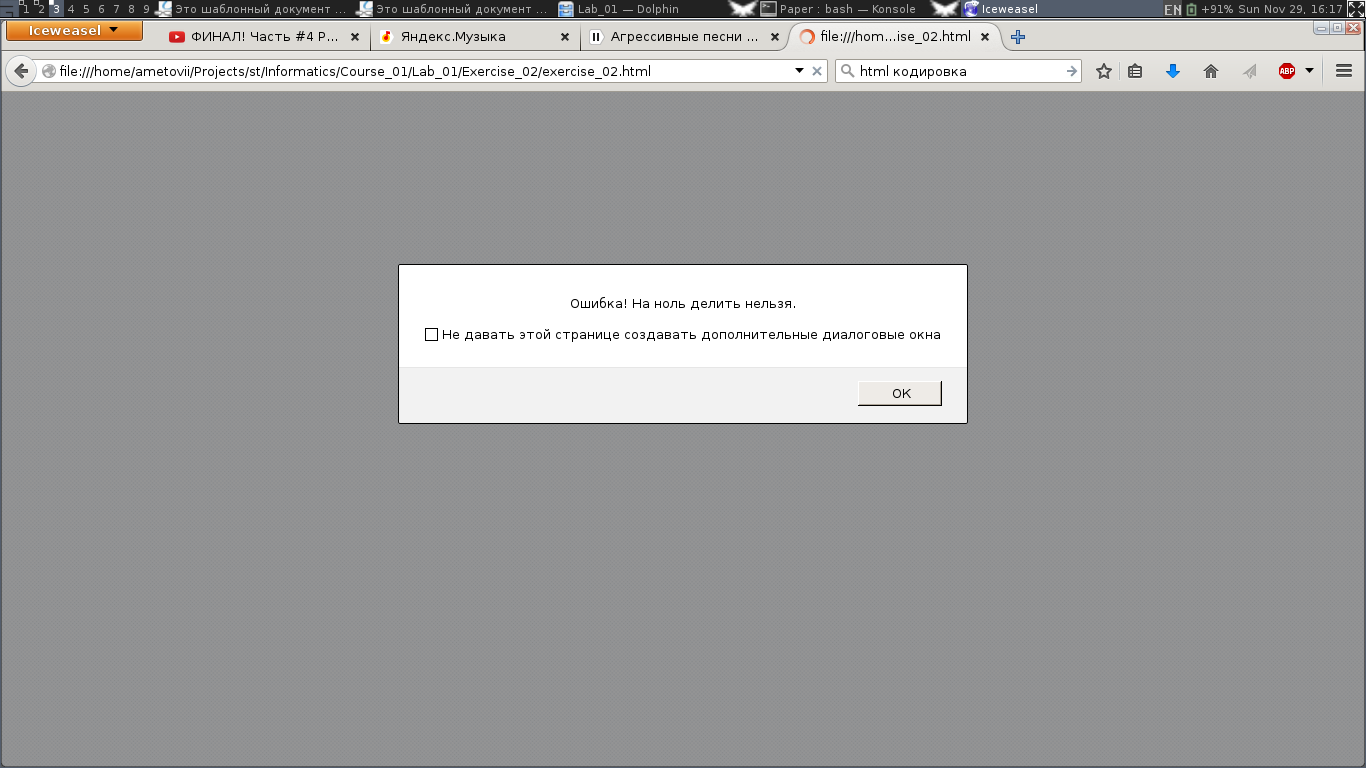 1 2 3 4 5 6 7 8 9 Это шаблонный документ ... Это шаблонный документ ... Lab_01 — Dolphin Paper : bash — Konsole Iceweasel EN +91% Sun Nov 29, 16:17
Iceweasel ФИНАЛ! Часть #4 Р... Яндекс.Музыка Агрессивные песни ... file:///hom...ise_02.html
file:///home/ametovii/Projects/st/Informatics/Course_01/Lab_01/Exercise_02/exercise_02.html html кодировка ABP
Ошибка! На ноль делить нельзя.
Не давать этой странице создавать дополнительные диалоговые окна
OK